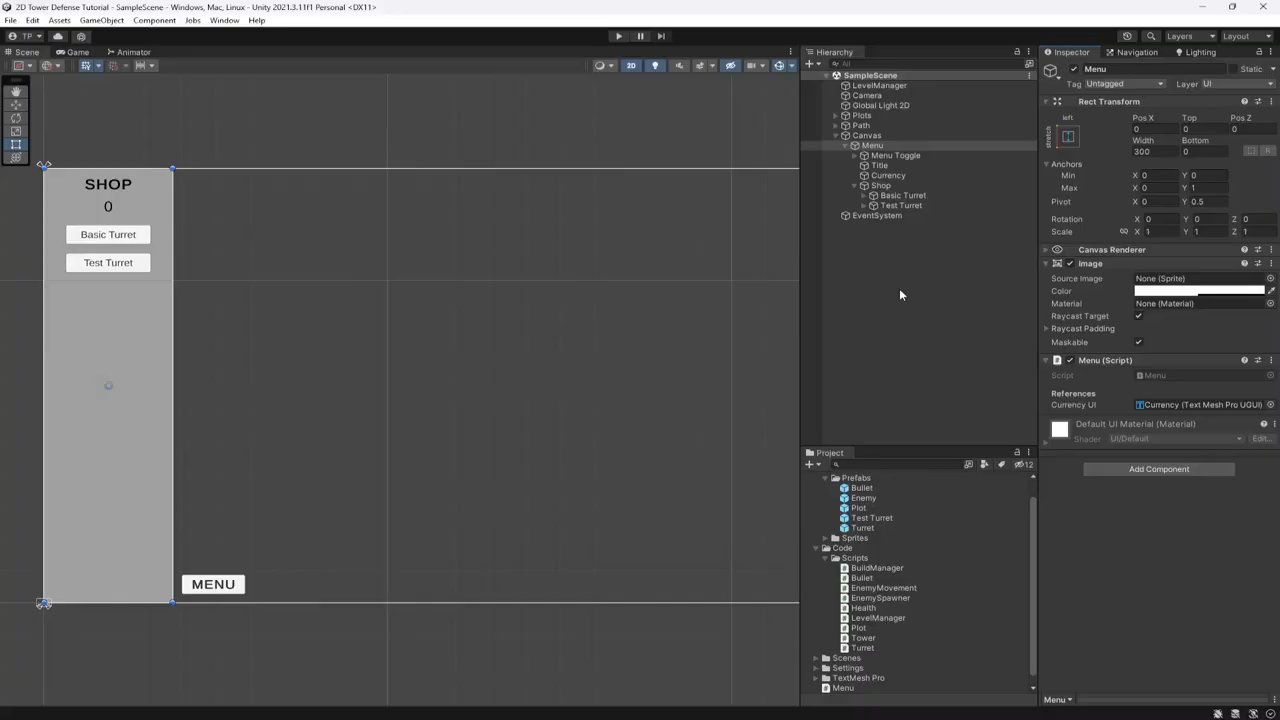 2D Tower Defense Tutorial - SampleScene - Windows, Mac, Linux - Unity 2021.3.11f1 Personal <DX11>
File Edit Assets GameObject Component Jobs Window Help
TP Layers Layout
Scene Game Animator
2D
SHOP
0
Basic Turret
Test Turret
MENU
Hierarchy
All
SampleScene
LevelManager
Camera
Global Light 2D
Plots
Path
Canvas
Menu
Menu Toggle
Title
Currency
Shop
Basic Turret
Test Turret
EventSystem
Project
12
Prefabs
Bullet
Enemy
Plot
Test Turret
Turret
Sprites
Code
Scripts
BuildManager
Bullet
EnemyMovement
EnemySpawner
Health
LevelManager
Plot
Tower
Turret
Scenes
Settings
TextMesh Pro
Menu
Inspector Navigation Lighting
Menu Static
Tag Untagged Layer UI
Rect Transform
left Pos X Top Pos Z
stretch 0 0 0
Width Bottom
300 0 R
Anchors
Min X 0 Y 0
Max X 0 Y 1
Pivot X 0 Y 0.5
Rotation X 0 Y 0 Z 0
Scale X 1 Y 1 Z 1
Canvas Renderer
Image
Source Image None (Sprite)
Color
Material None (Material)
Raycast Target
Raycast Padding
Maskable
Menu (Script)
Script Menu
References
Currency UI Currency (Text Mesh Pro UGUI)
Default UI Material (Material)
Shader UI/Default Edit...
Add Component
Menu